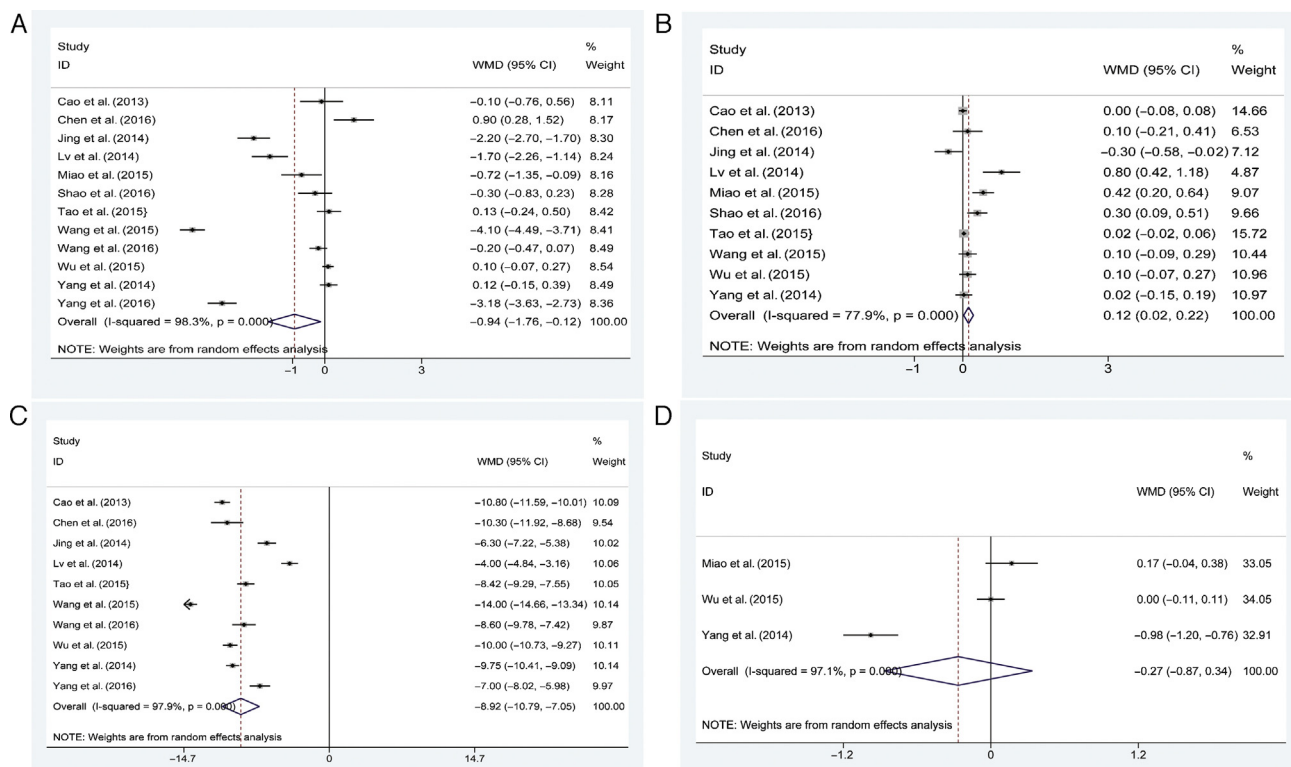 A
Study %
ID WMD (95% CI) Weight
Cao et al. (2013) −0.10 (−0.76, 0.56) 8.11
Chen et al. (2016) 0.90 (0.28, 1.52) 8.17
Jing et al. (2014) −2.20 (−2.70, −1.70) 8.30
Lv et al. (2014) −1.70 (−2.26, −1.14) 8.24
Miao et al. (2015) −0.72 (−1.35, −0.09) 8.16
Shao et al. (2016) −0.30 (−0.83, 0.23) 8.28
Tao et al. (2015} 0.13 (−0.24, 0.50) 8.42
Wang et al. (2015) −4.10 (−4.49, −3.71) 8.41
Wang et al. (2016) −0.20 (−0.47, 0.07) 8.49
Wu et al. (2015) 0.10 (−0.07, 0.27) 8.54
Yang et al. (2014) 0.12 (−0.15, 0.39) 8.49
Yang et al. (2016) −3.18 (−3.63, −2.73) 8.36
Overall (I-squared = 98.3%, p = 0.000) −0.94 (−1.76, −0.12) 100.00
NOTE: Weights are from random effects analysis
−1 0 3
B
Study %
ID WMD (95% CI) Weight
Cao et al. (2013) 0.00 (−0.08, 0.08) 14.66
Chen et al. (2016) 0.10 (−0.21, 0.41) 6.53
Jing et al. (2014) −0.30 (−0.58, −0.02) 7.12
Lv et al. (2014) 0.80 (0.42, 1.18) 4.87
Miao et al. (2015) 0.42 (0.20, 0.64) 9.07
Shao et al. (2016) 0.30 (0.09, 0.51) 9.66
Tao et al. (2015} 0.02 (−0.02, 0.06) 15.72
Wang et al. (2015) 0.10 (−0.09, 0.29) 10.44
Wu et al. (2015) 0.10 (−0.07, 0.27) 10.96
Yang et al. (2014) 0.02 (−0.15, 0.19) 10.97
Overall (I-squared = 77.9%, p = 0.000) 0.12 (0.02, 0.22) 100.00
NOTE: Weights are from random effects analysis
−1 0 3
C
Study %
ID WMD (95% CI) Weight
Cao et al. (2013) −10.80 (−11.59, −10.01) 10.09
Chen et al. (2016) −10.30 (−11.92, −8.68) 9.54
Jing et al. (2014) −6.30 (−7.22, −5.38) 10.02
Lv et al. (2014) −4.00 (−4.84, −3.16) 10.06
Tao et al. (2015} −8.42 (−9.29, −7.55) 10.05
Wang et al. (2015) −14.00 (−14.66, −13.34) 10.14
Wang et al. (2016) −8.60 (−9.78, −7.42) 9.87
Wu et al. (2015) −10.00 (−10.73, −9.27) 10.11
Yang et al. (2014) −9.75 (−10.41, −9.09) 10.14
Yang et al. (2016) −7.00 (−8.02, −5.98) 9.97
Overall (I-squared = 97.9%, p = 0.000) −8.92 (−10.79, −7.05) 100.00
NOTE: Weights are from random effects analysis
−14.7 0 14.7
D
Study %
ID WMD (95% CI) Weight
Miao et al. (2015) 0.17 (−0.04, 0.38) 33.05
Wu et al. (2015) 0.00 (−0.11, 0.11) 34.05
Yang et al. (2014) −0.98 (−1.20, −0.76) 32.91
Overall (I-squared = 97.1%, p = 0.000) −0.27 (−0.87, 0.34) 100.00
NOTE: Weights are from random effects analysis
−1.2 0 1.2